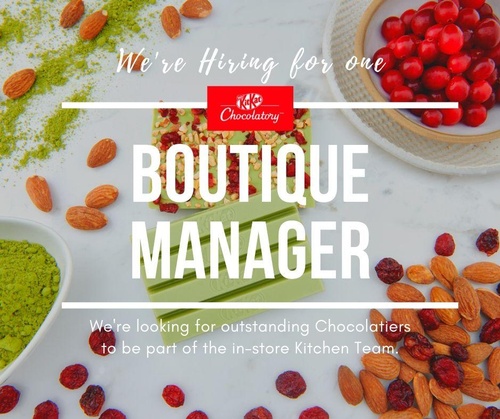 We're Hiring for one
KitKat
Chocolatory
BOUTIQUE
MANAGER
We're looking for outstanding Chocolatiers
to be part of the in-store Kitchen Team.